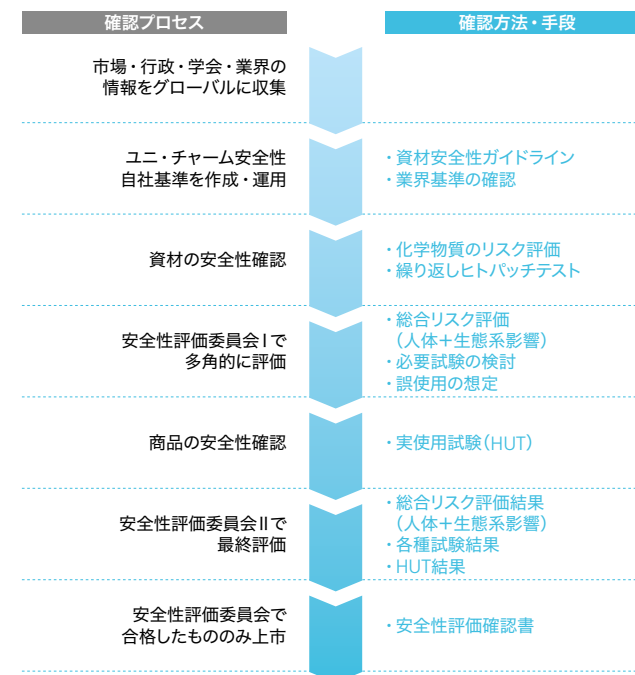 確認プロセス
確認方法・手段
市場・行政・学会・業界の
情報をグローバルに収集
ユニ・チャーム安全性
自社基準を作成・運用
・資材安全性ガイドライン
・業界基準の確認
資材の安全性確認
・化学物質のリスク評価
・繰り返しヒトパッチテスト
安全性評価委員会Ⅰで
多角的に評価
・総合リスク評価
（人体＋生態系影響）
・必要試験の検討
・誤使用の想定
商品の安全性確認
・実使用試験（HUT）
安全性評価委員会Ⅱで
最終評価
・総合リスク評価結果
（人体＋生態系影響）
・各種試験結果
・HUT結果
安全性評価委員会で
合格したもののみ上市
・安全性評価確認書